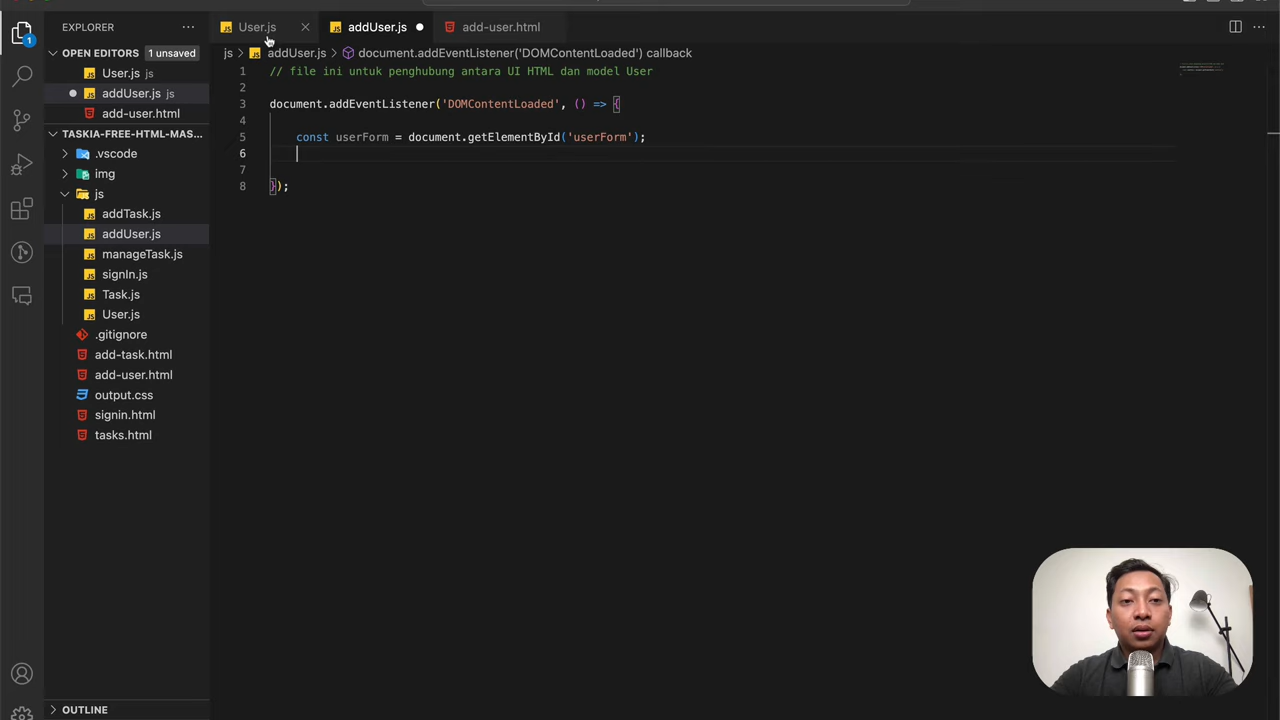 EXPLORER
User.js
addUser.js
add-user.html
OPEN EDITORS 1 unsaved
js addUser.js document.addEventListener('DOMContentLoaded') callback
User.js js
addUser.js js
add-user.html
TASKIA-FREE-HTML-MAS...
.vscode
img
js
addTask.js
addUser.js
manageTask.js
signIn.js
Task.js
User.js
.gitignore
add-task.html
add-user.html
output.css
signin.html
tasks.html
OUTLINE
1
1 // file ini untuk penghubung antara UI HTML dan model User
2
3 document.addEventListener('DOMContentLoaded', () => {
4
5 const userForm = document.getElementById('userForm');
6
7
8 });